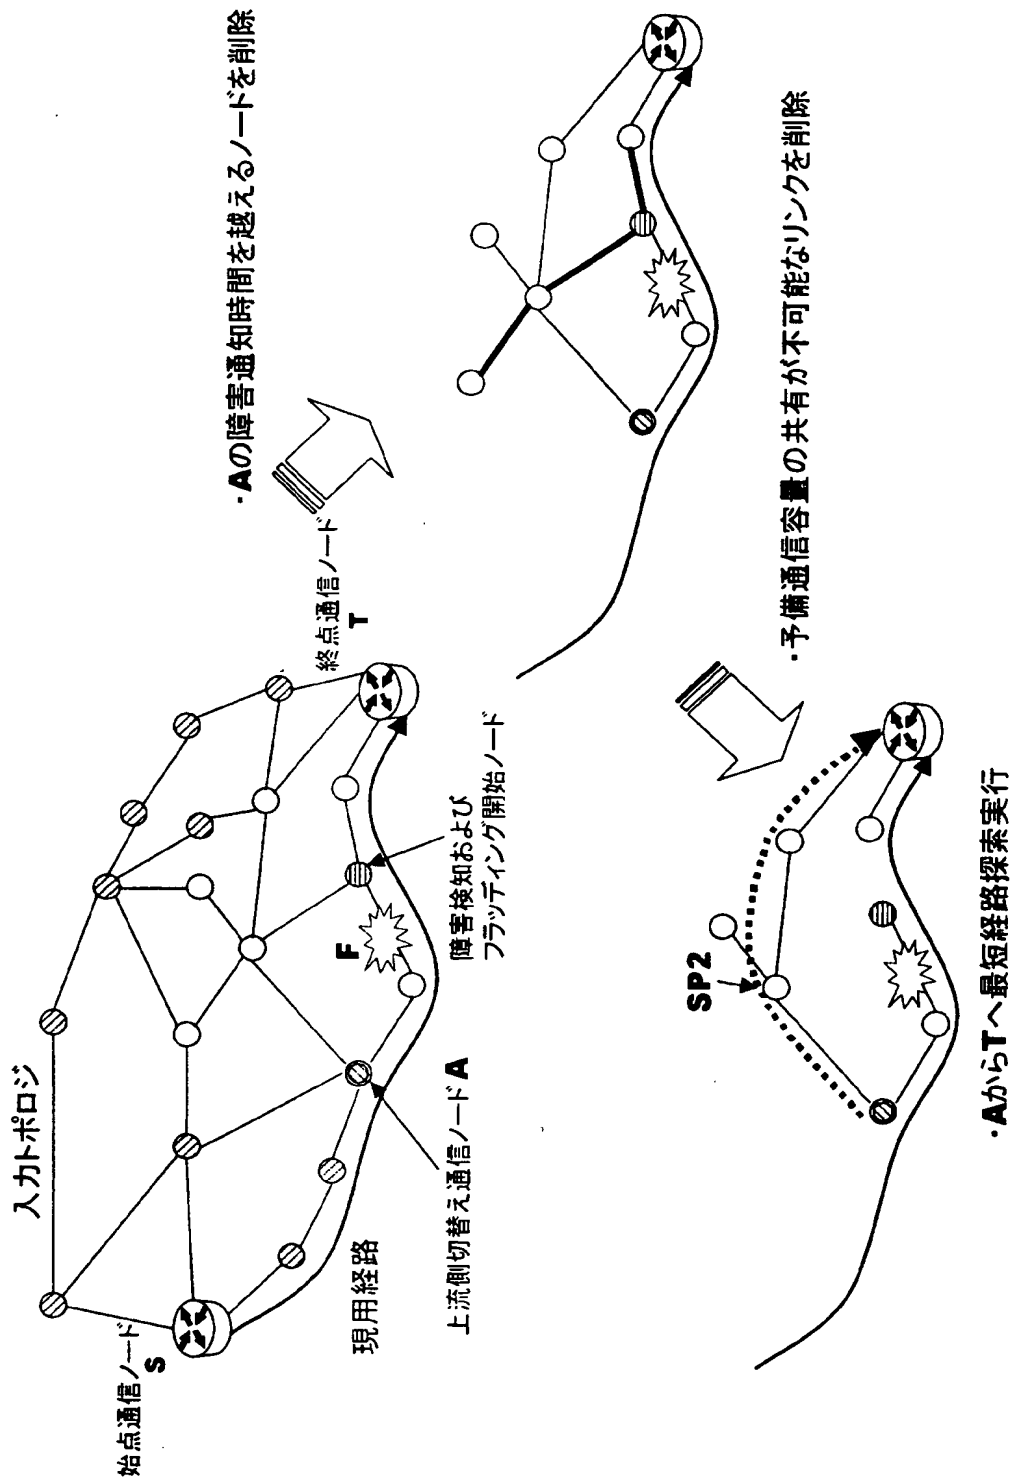 入力トポロジ
始点通信ノード
S
現用経路
上流側切替え通信ノードA
F
障害検知および
フラッディング開始ノード
終点通信ノード
T
・Aの障害通知時間を越えるノードを削除
・予備通信容量の共有が不可能なリンクを削除
SP2
・AからTへ最短経路探索実行